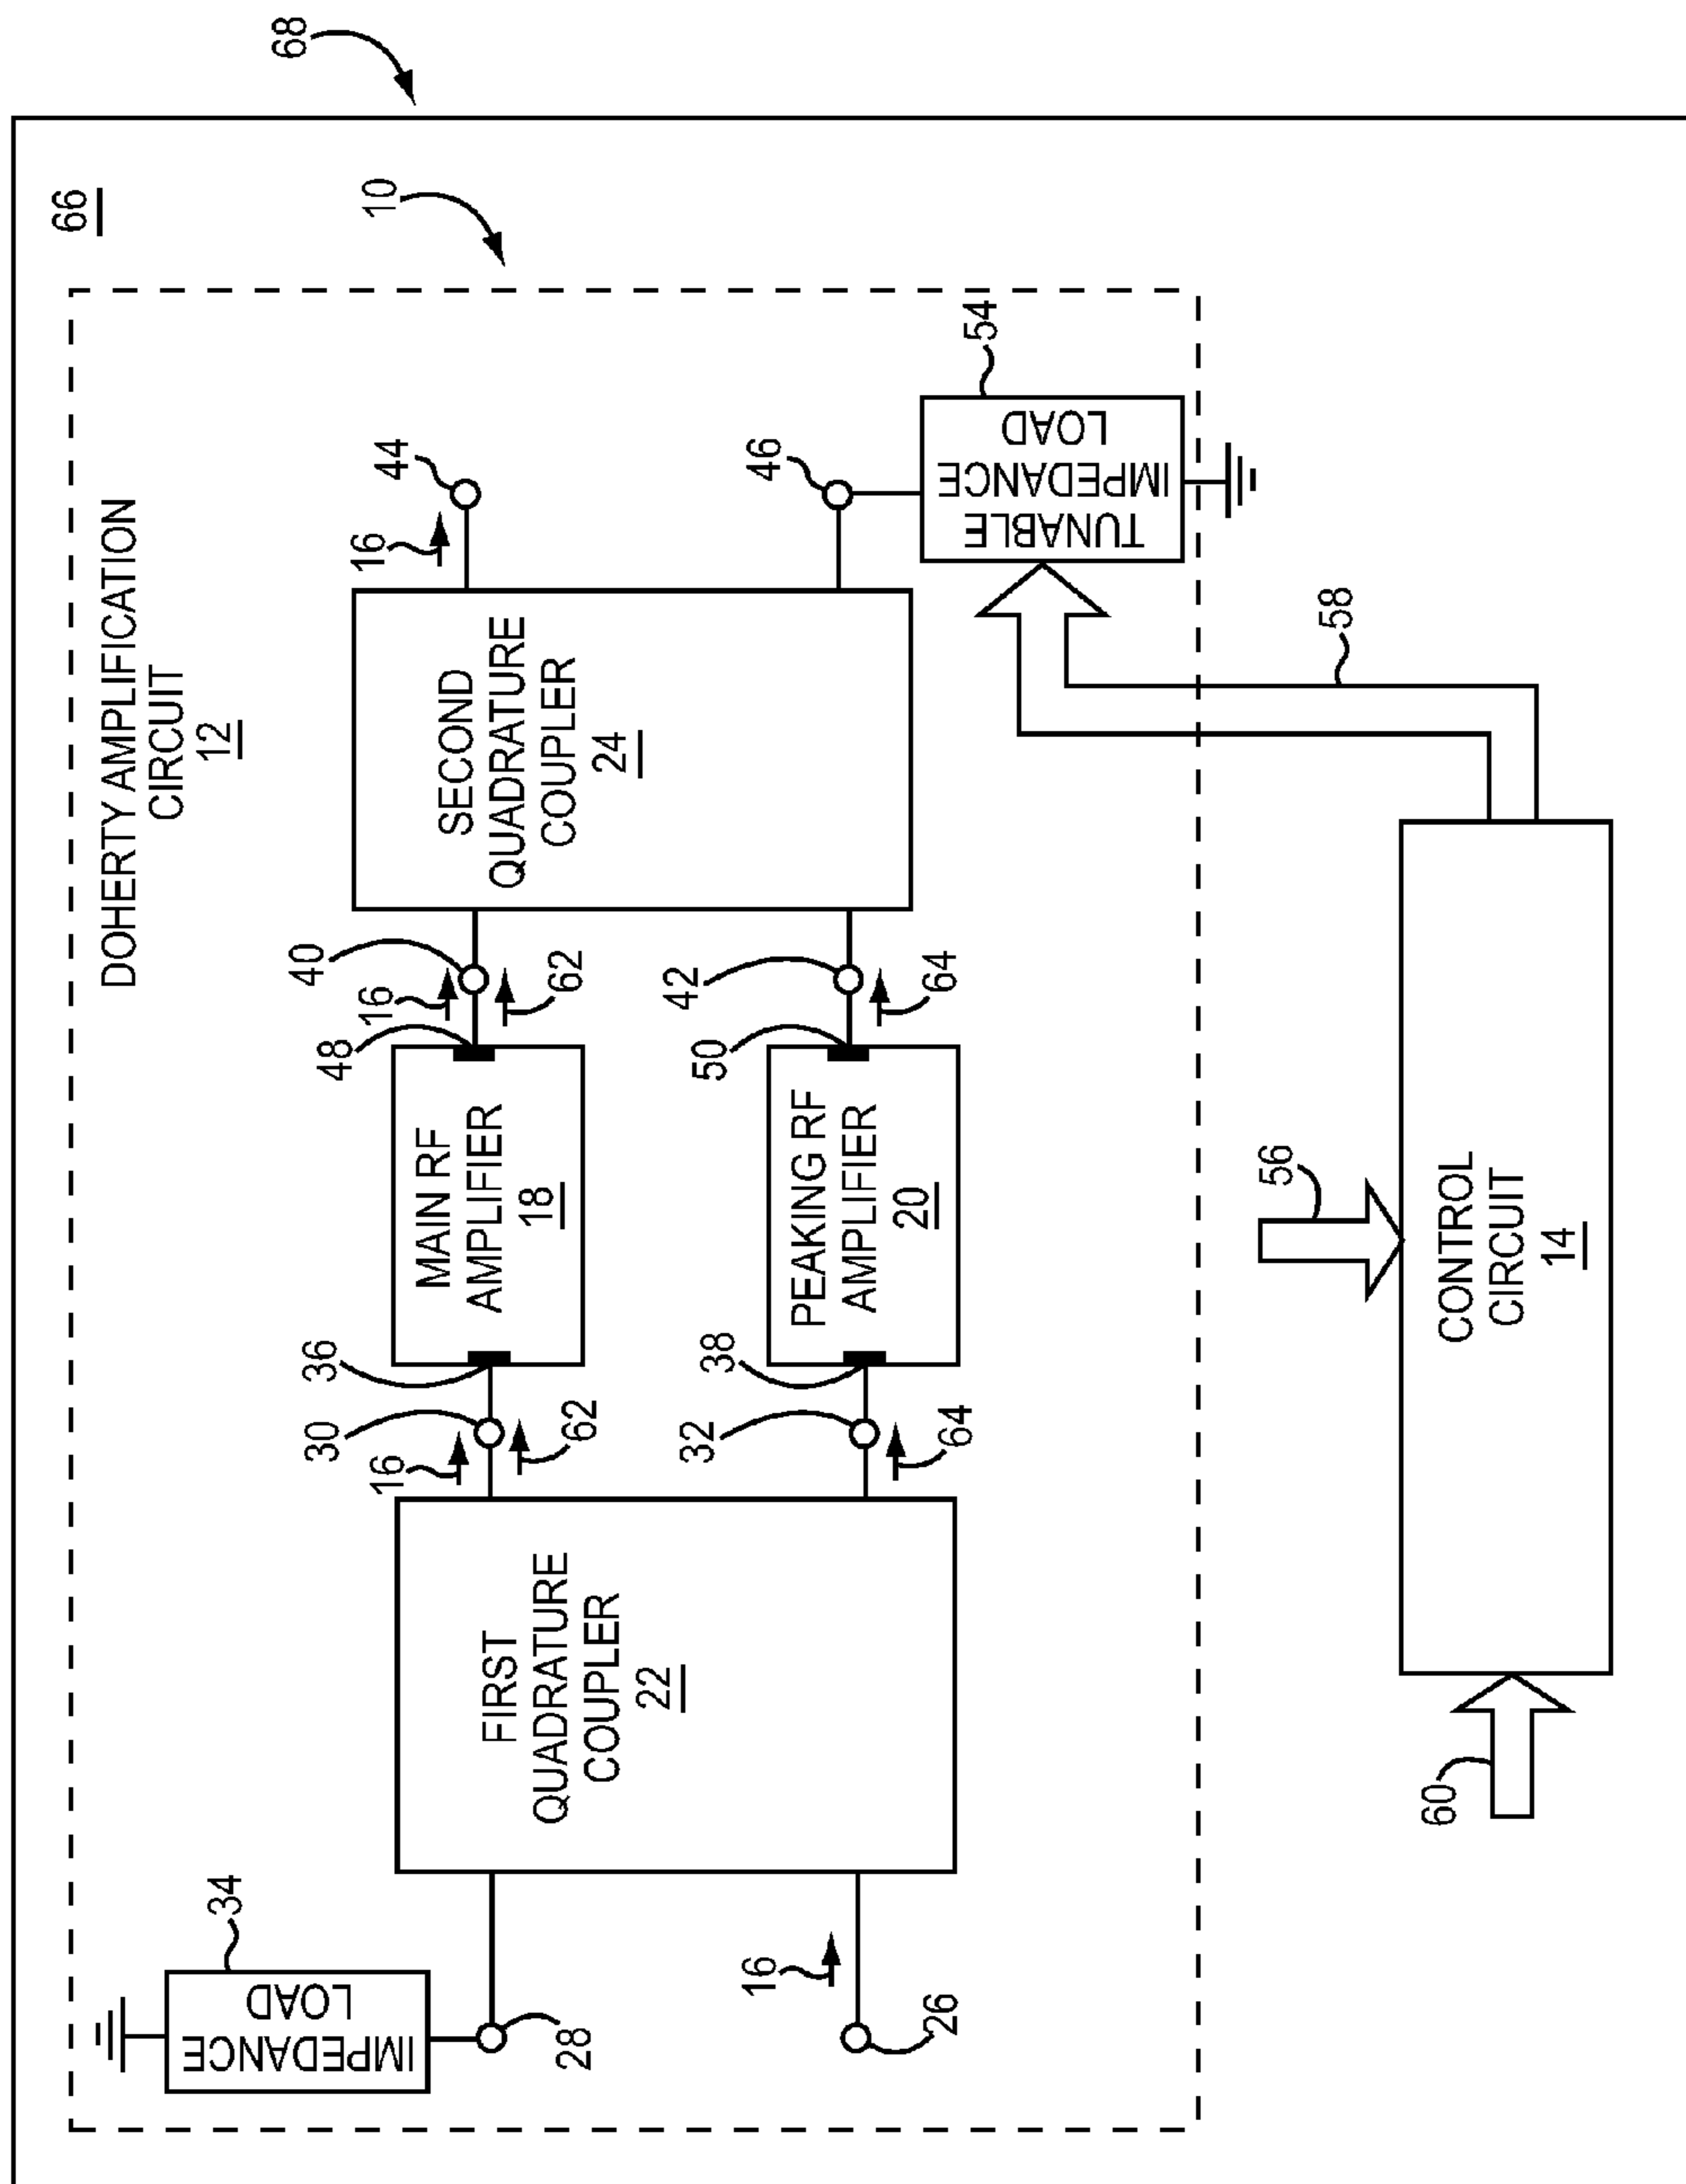 68
66
10
DOHERTY AMPLIFICATION
CIRCUIT
12
34
IMPEDANCE
LOAD
28
16
26
FIRST
QUADRATURE
COUPLER
22
16
30
36
62
32
38
64
MAIN RF
AMPLIFIER
18
PEAKING RF
AMPLIFIER
20
48
16
40
62
50
42
64
SECOND
QUADRATURE
COUPLER
24
16
44
46
TUNABLE
IMPEDANCE
LOAD
54
58
56
60
CONTROL
CIRCUIT
14